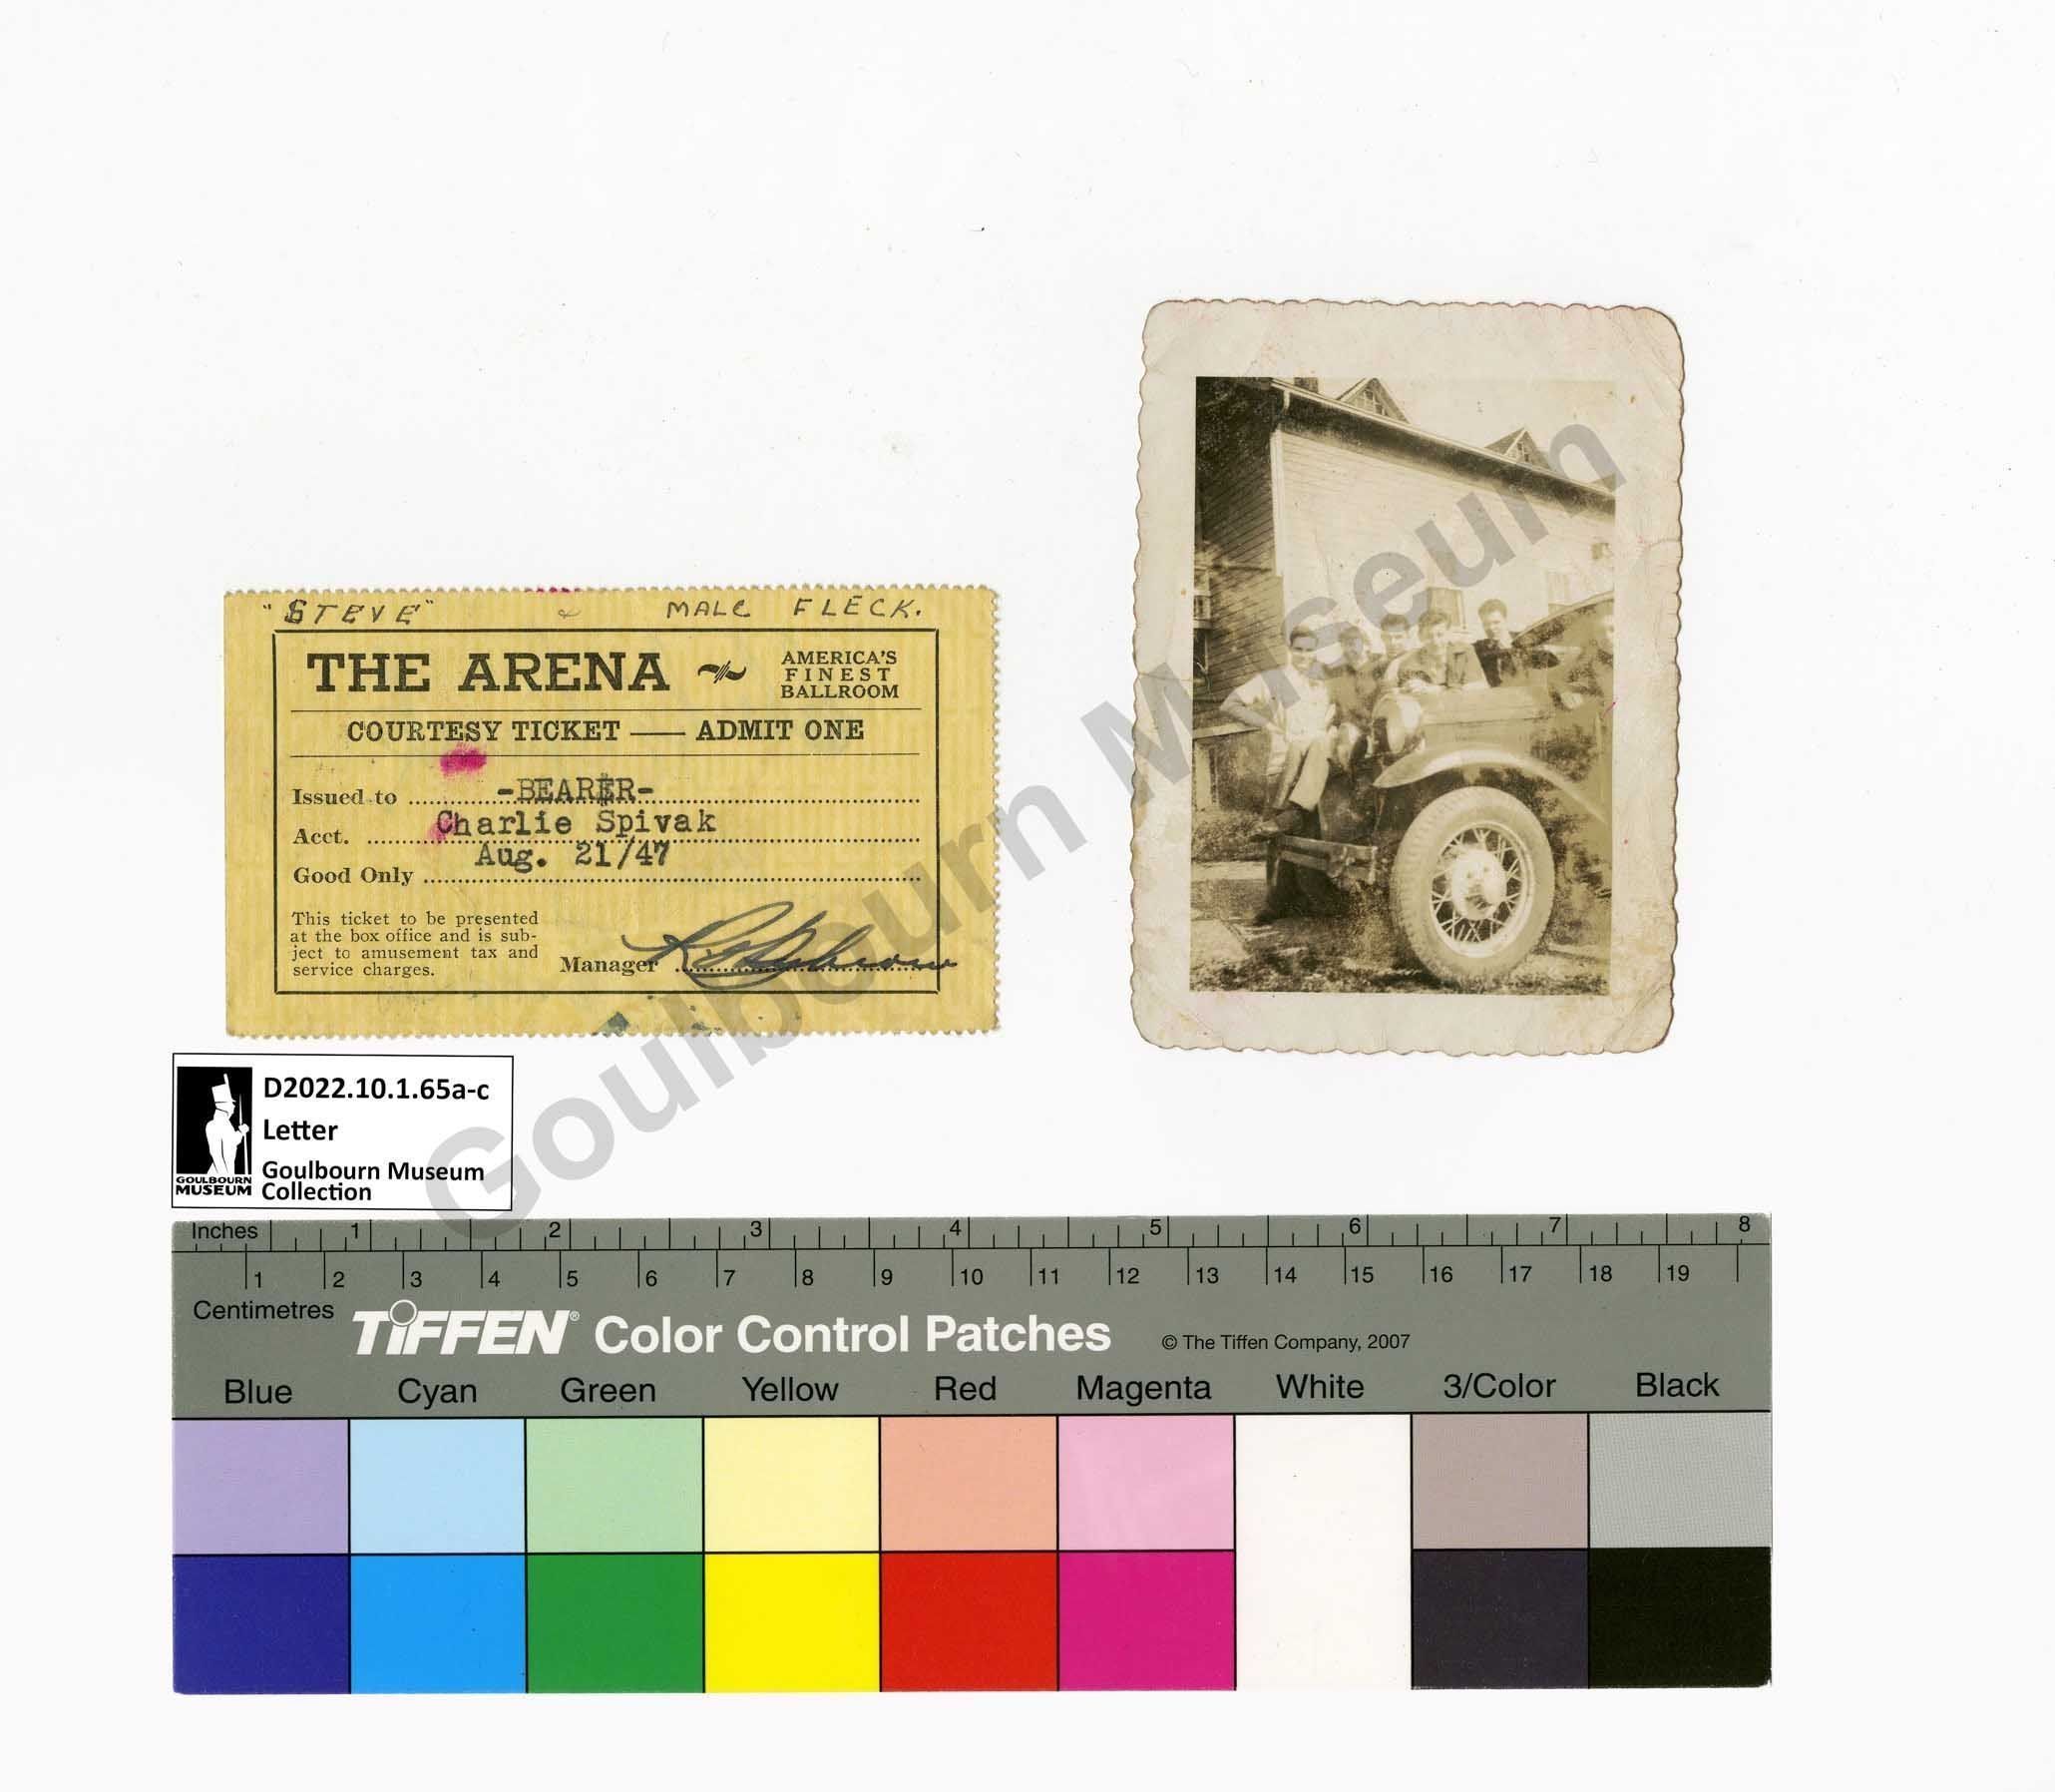 "STEVE" & MALC FLECK.
THE ARENA
AMERICA'S
FINEST
BALLROOM
COURTESY TICKET — ADMIT ONE
Issued to -BEARER-
Acct. Charlie Spivak
Aug. 21/47
Good Only
This ticket to be presented
at the box office and is sub-
ject to amusement tax and
service charges.
Manager
Goulbourn Museum
D2022.10.1.65a-c
Letter
Goulbourn Museum
Collection
GOULBOURN
MUSEUM
Inches 1 2 3 4 5 6 7 8
1 2 3 4 5 6 7 8 9 10 11 12 13 14 15 16 17 18 19
Centimetres
TIFFEN® Color Control Patches © The Tiffen Company, 2007
Blue Cyan Green Yellow Red Magenta White 3/Color Black